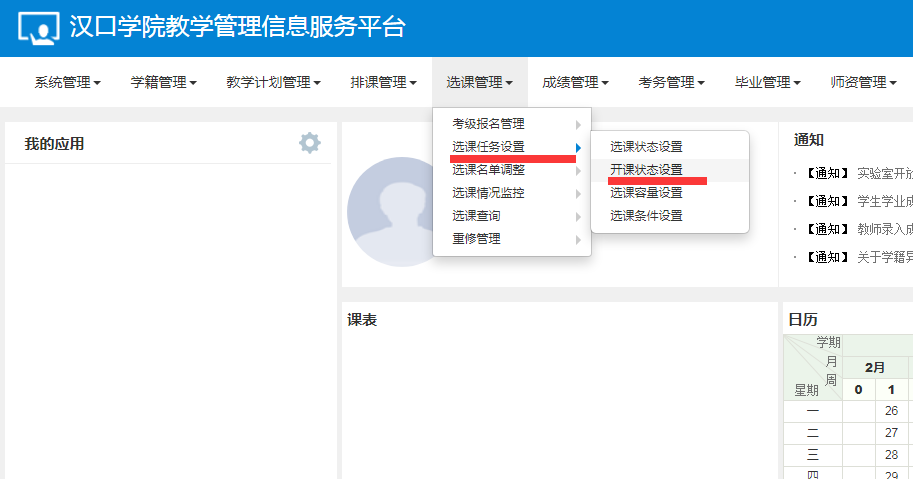 汉口学院教学管理信息服务平台
系统管理 学籍管理 教学计划管理 排课管理 选课管理 成绩管理 考务管理 毕业管理 师资管理
我的应用
考级报名管理
选课任务设置
选课名单调整
选课情况监控
选课查询
重修管理
选课状态设置
开课状态设置
选课容量设置
选课条件设置
通知
【通知】 实验室开放
【通知】 学生学业成
【通知】 教师录入成
【通知】 关于学籍异
课表
日历
学期
月
周
星期
2月
0 1
一 26
二 27
三 28
四 29